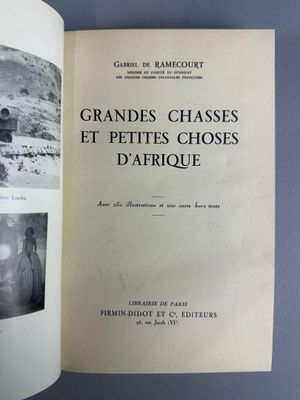 GABRIEL DE RAMECOURT
MEMBRE DU COMITÉ DU SYNDICAT
DES GRANDES CHASSES COLONIALES FRANÇAISES
GRANDES CHASSES
ET PETITES CHOSES
D'AFRIQUE
Avec 150 illustrations et une carte hors texte
LIBRAIRIE DE PARIS
FIRMIN-DIDOT ET Cie, ÉDITEURS
56, rue Jacob (VIe)